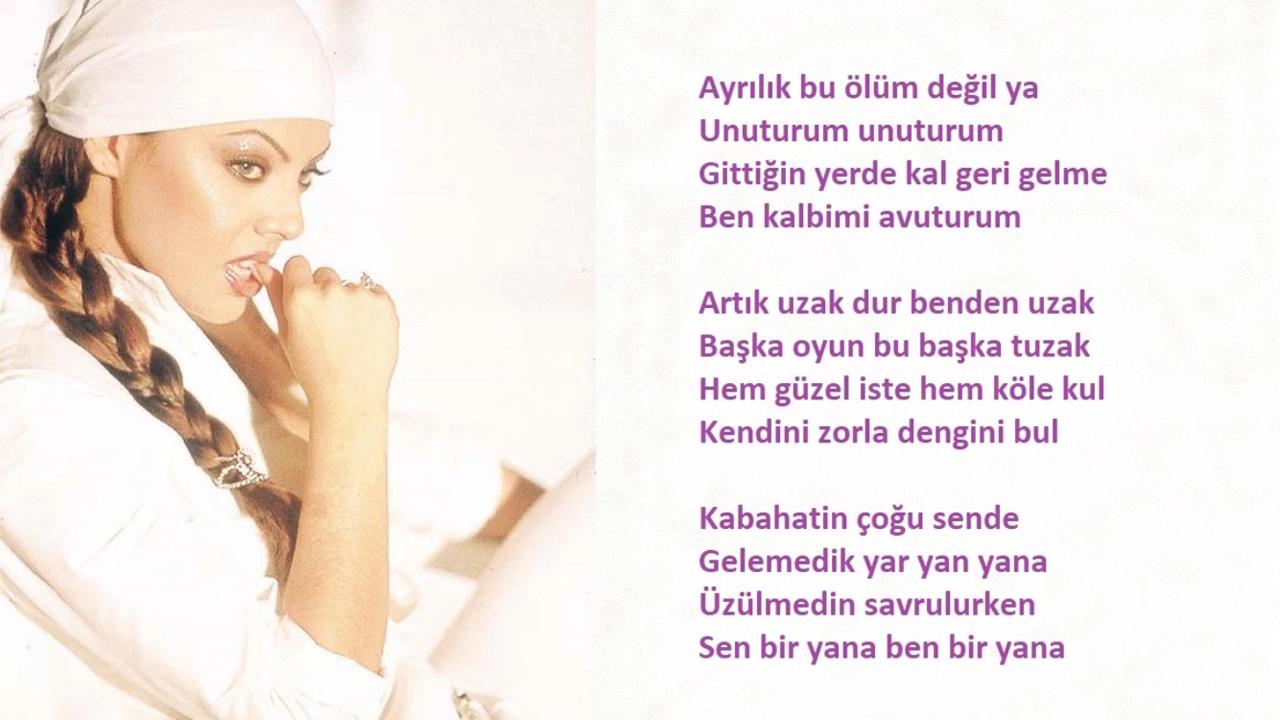 Ayrılık bu ölüm değil ya
Unuturum unuturum
Gittiğin yerde kal geri gelme
Ben kalbimi avuturum
Artık uzak dur benden uzak
Başka oyun bu başka tuzak
Hem güzel iste hem köle kul
Kendini zorla dengini bul
Kabahatin çoğu sende
Gelemedik yar yan yana
Üzülmedin savrulurken
Sen bir yana ben bir yana